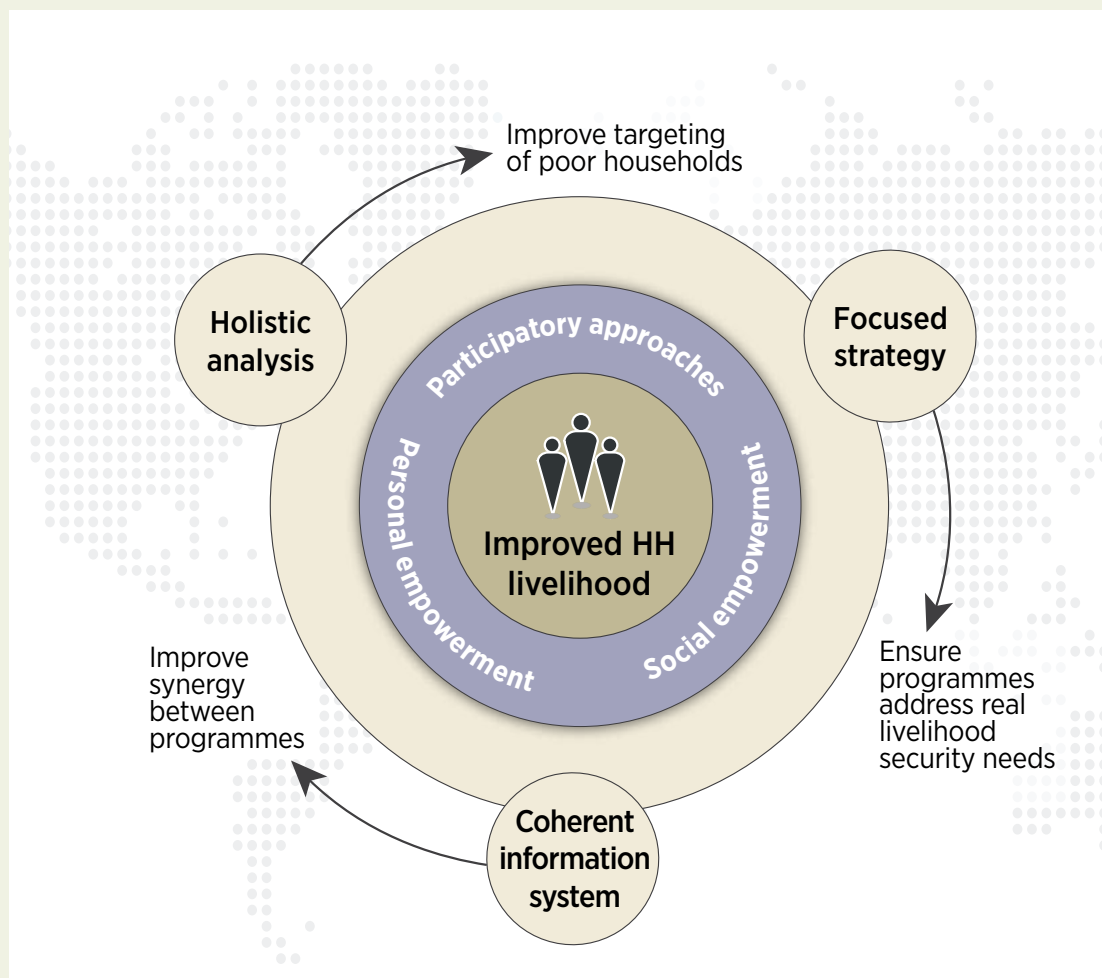 Improve targeting
of poor households
Holistic
analysis
Focused
strategy
Participatory approaches
Personal empowerment
Social empowerment
Improved HH
livelihood
Improve
synergy
between
programmes
Ensure
programmes
address real
livelihood
security needs
Coherent
information
system